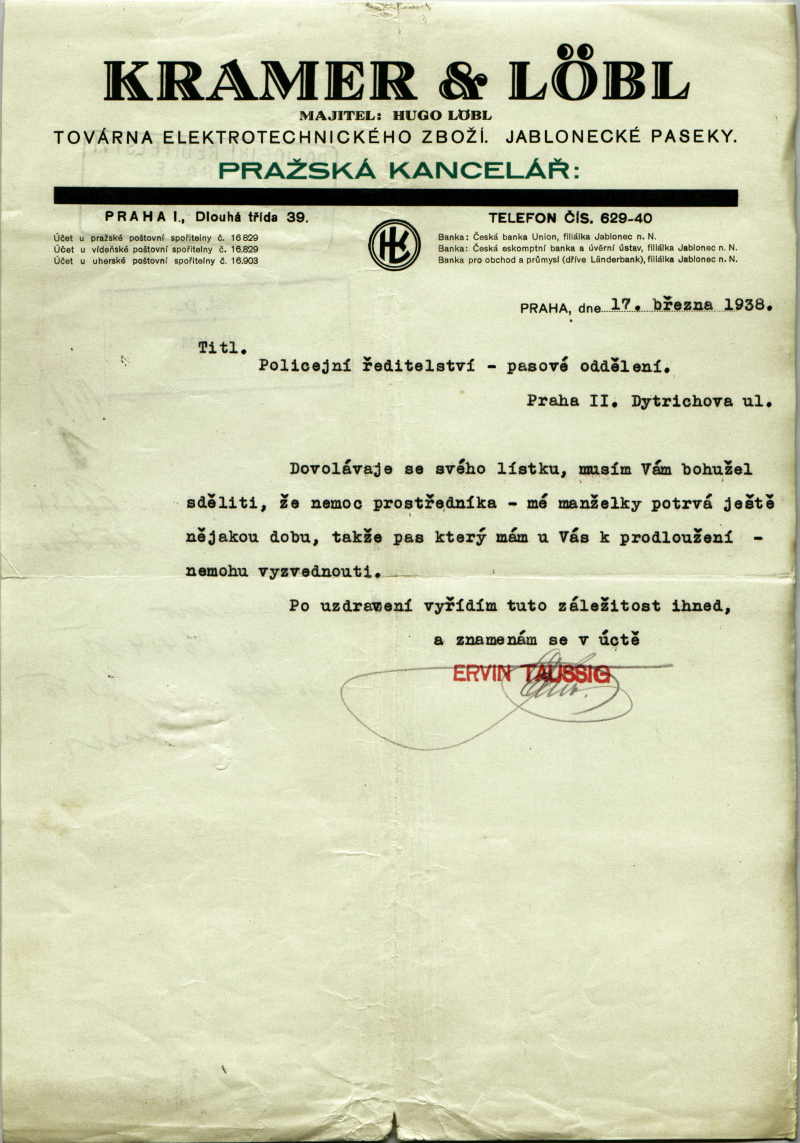 KRAMER & LÖBL
MAJITEL: HUGO LÖBL
TOVÁRNA ELEKTROTECHNICKÉHO ZBOŽÍ. JABLONECKÉ PASEKY.
PRAŽSKÁ KANCELÁŘ:
PRAHA I., Dlouhá třída 39.
Účet u pražské poštovní spořitelny č. 16 829
Účet u vídeňské poštovní spořitelny č. 16.829
Účet u uherské poštovní spořitelny č. 16.903
HKL
TELEFON ČÍS. 629-40
Banka: Česká banka Union, filiálka Jablonec n. N.
Banka: Česká eskomptní banka a úvěrní ústav, filiálka Jablonec n. N.
Banka pro obchod a průmysl (dříve Länderbank), filiálka Jablonec n. N.
PRAHA, dne 17. března 1938.
Titl.
Policejní ředitelství - pasové oddělení.
Praha II. Dytrichova ul.
Dovolávaje se svého lístku, musím Vám bohužel
sděliti, že nemoc prostředníka - mé manželky potrvá ještě
nějakou dobu, takže pas který mám u Vás k prodloužení -
nemohu vyzvednouti.
Po uzdravení vyřídím tuto záležitost ihned,
a znamenám se v úctě
ERVIN TAUSSIG